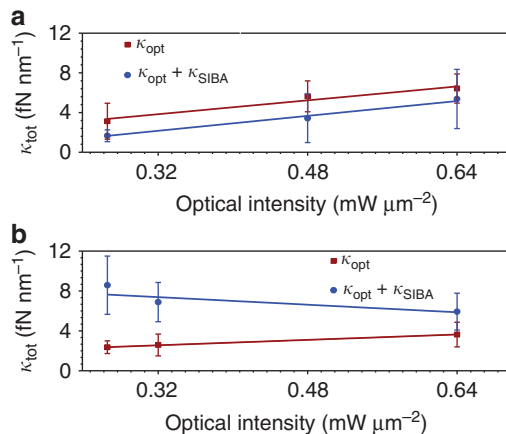 a
κopt
κopt + κSIBA
κtot (fN nm−1)
12
8
4
0
0.32 0.48 0.64
Optical intensity (mW μm−2)
b
κopt
κopt + κSIBA
κtot (fN nm−1)
12
8
4
0
0.32 0.48 0.64
Optical intensity (mW μm−2)